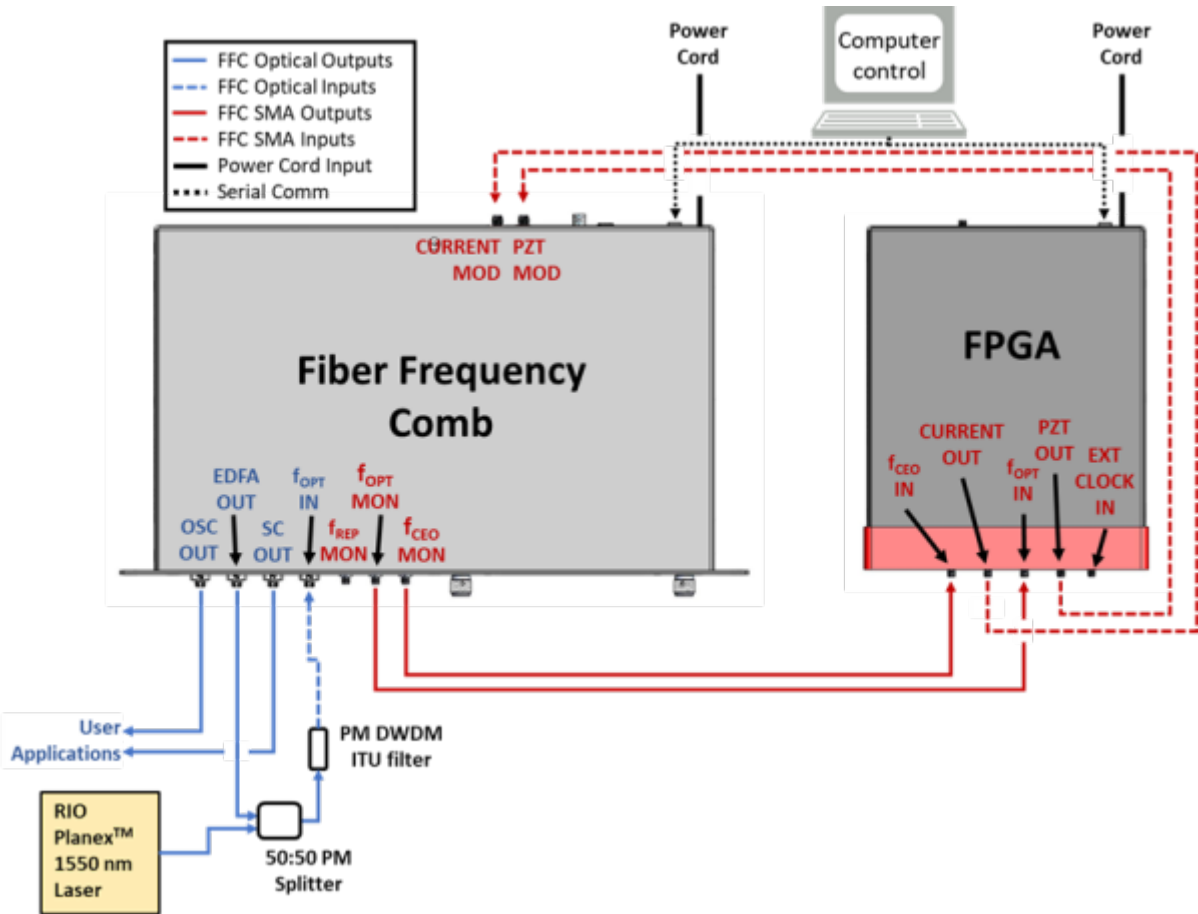 FFC Optical Outputs
FFC Optical Inputs
FFC SMA Outputs
FFC SMA Inputs
Power Cord Input
Serial Comm
Power
Cord
Computer
control
Power
Cord
CURRENT
MOD
PZT
MOD
Fiber Frequency
Comb
FPGA
OSC
OUT
EDFA
OUT
SC
OUT
fOPT
IN
fREP
MON
fOPT
MON
fCEO
MON
fCEO
IN
CURRENT
OUT
fOPT
IN
PZT
OUT
EXT
CLOCK
IN
User
Applications
PM DWDM
ITU filter
RIO
Planex™
1550 nm
Laser
50:50 PM
Splitter